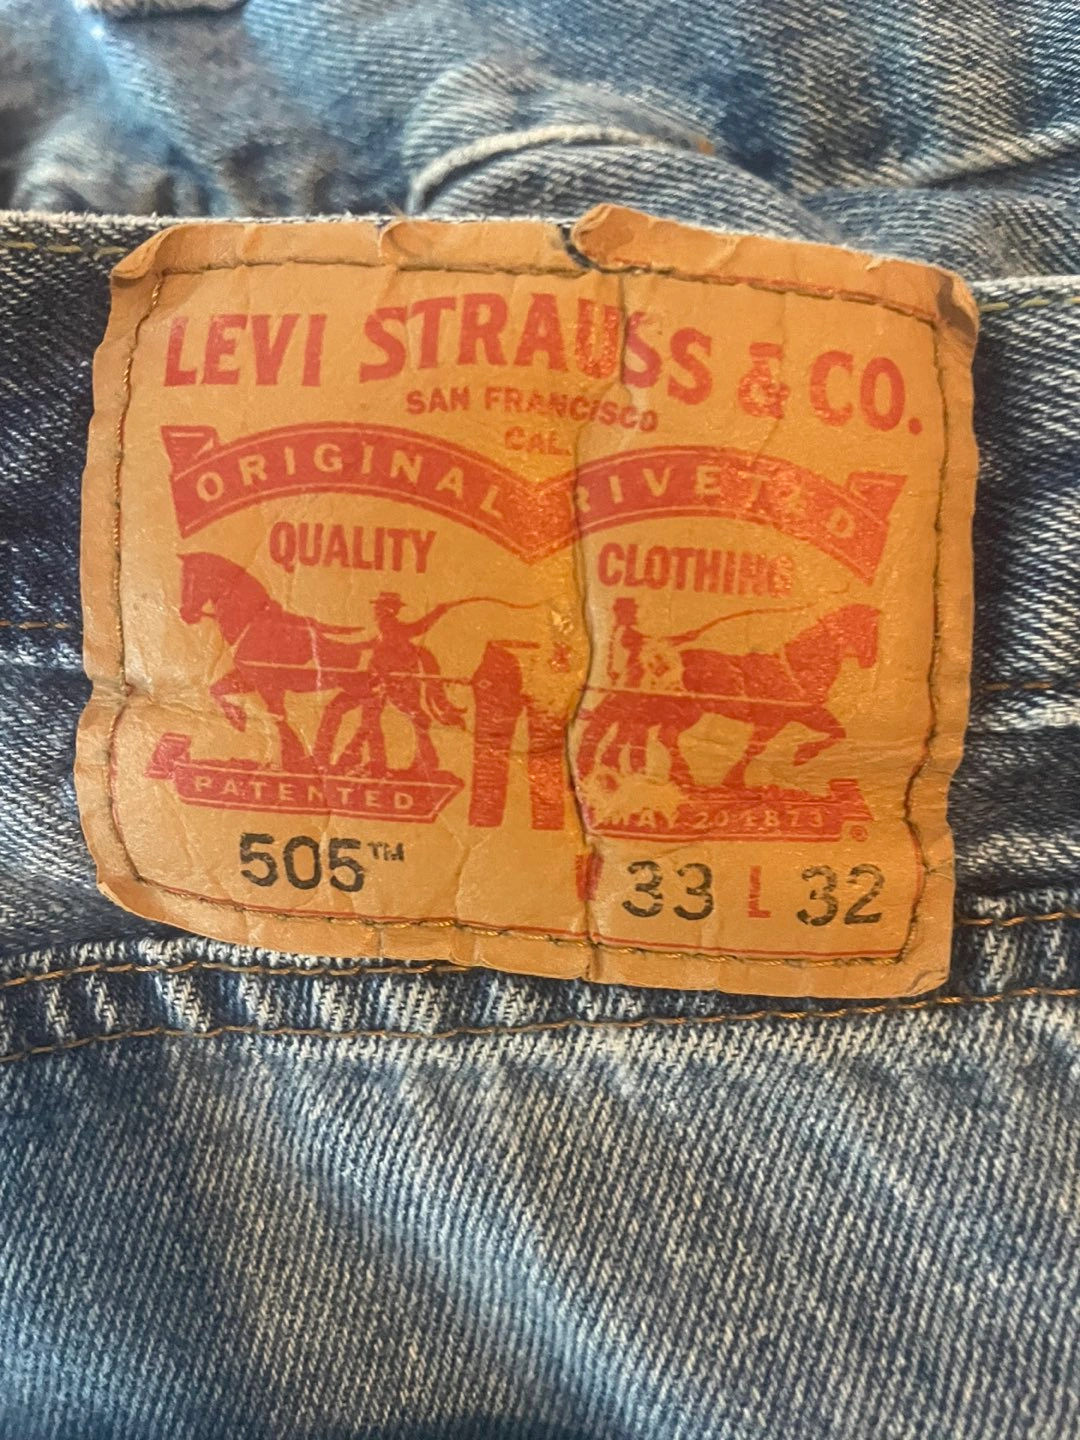 LEVI STRAUSS & CO.
SAN FRANCISCO
CAL.
ORIGINAL RIVETED
QUALITY CLOTHING
PATENTED MAY 20 1873 ®
505™ W 33 L 32